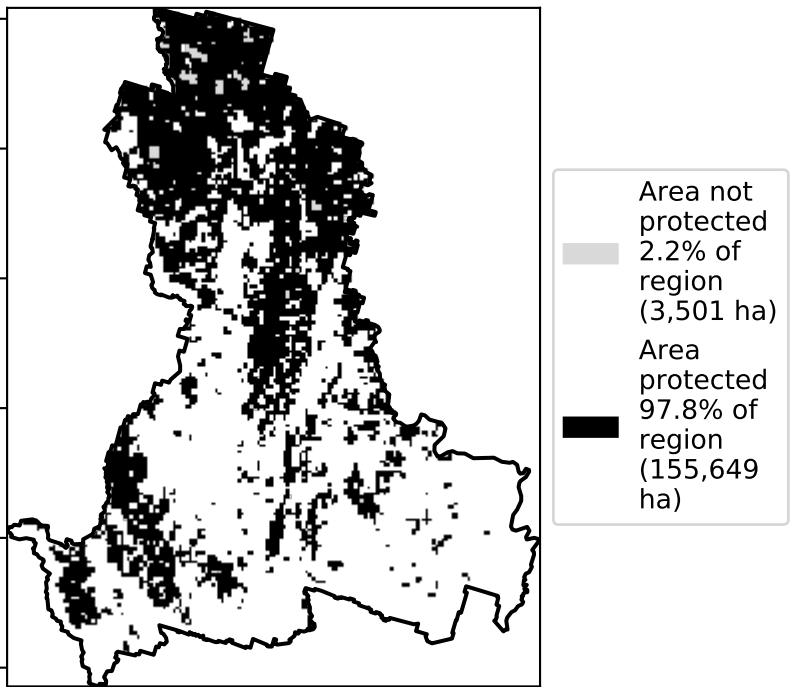 Area not
protected
2.2% of
region
(3,501 ha)
Area
protected
97.8% of
region
(155,649
ha)